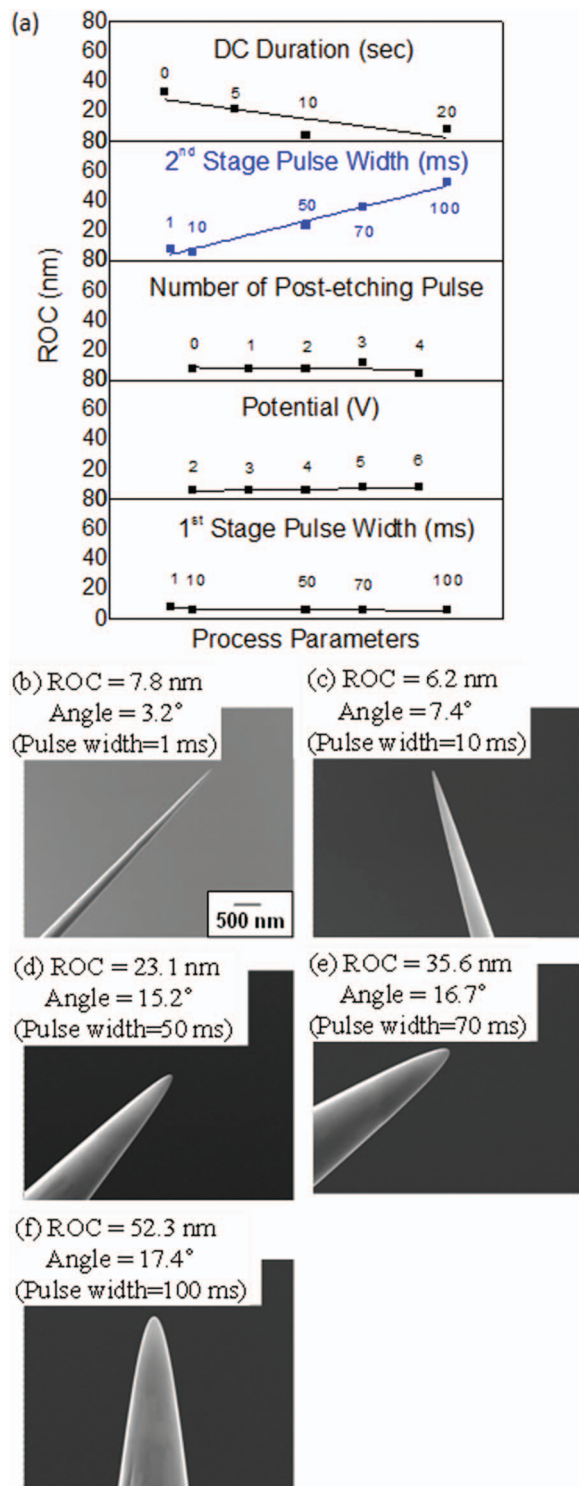 (a)
80
DC Duration (sec)
60
0
40
5
10
20
20
80
2nd Stage Pulse Width (ms)
60
40
1 10
50
70
100
20
80
Number of Post-etching Pulse
60
40
0 1 2 3 4
20
80
Potential (V)
60
40
2 3 4 5 6
20
80
1st Stage Pulse Width (ms)
60
40
1 10 50 70 100
20
0
ROC (nm)
Process Parameters
(b) ROC = 7.8 nm
Angle = 3.2°
(Pulse width=1 ms)
500 nm
(c) ROC = 6.2 nm
Angle = 7.4°
(Pulse width=10 ms)
(d) ROC = 23.1 nm
Angle = 15.2°
(Pulse width=50 ms)
(e) ROC = 35.6 nm
Angle = 16.7°
(Pulse width=70 ms)
(f) ROC = 52.3 nm
Angle = 17.4°
(Pulse width=100 ms)